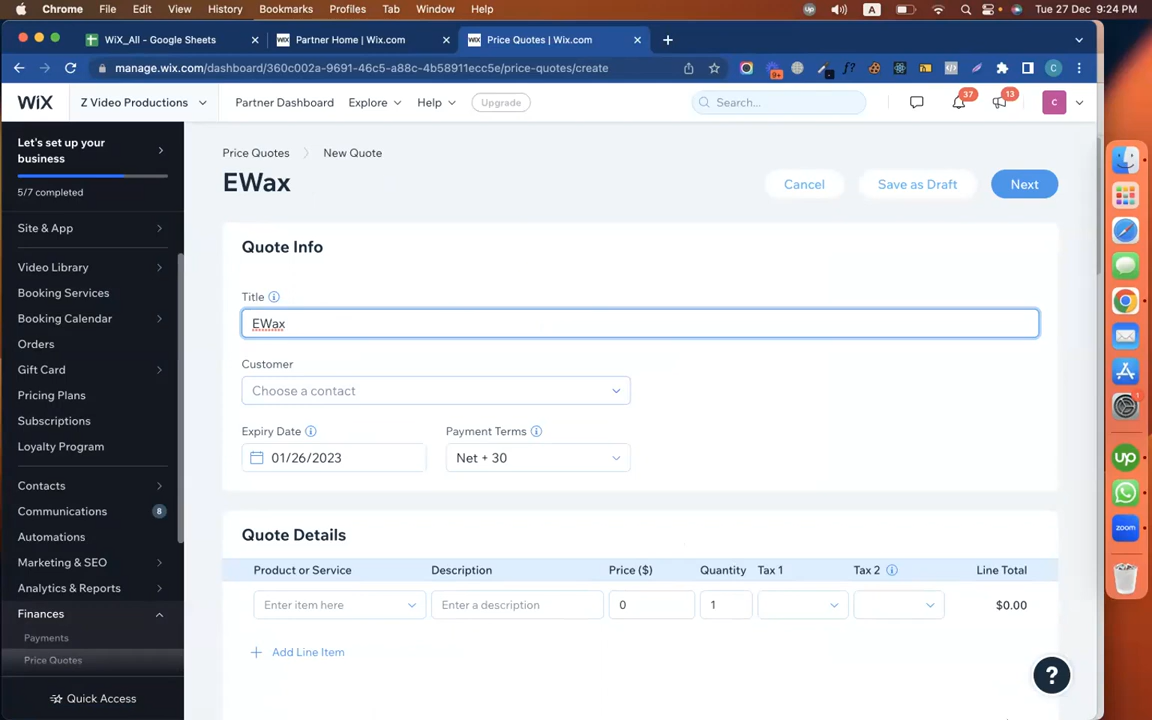 Chrome File Edit View History Bookmarks Profiles Tab Window Help A Tue 27 Dec 9:24 PM
WiX_All - Google Sheets Partner Home | Wix.com Price Quotes | Wix.com
manage.wix.com/dashboard/360c002a-9691-46c5-a88c-4b58911ecc5e/price-quotes/create 9+ f? C
WiX Z Video Productions Partner Dashboard Explore Help Upgrade Search... 37 13 C
Let's set up your
business
5/7 completed
Site & App
Video Library
Booking Services
Booking Calendar
Orders
Gift Card
Pricing Plans
Subscriptions
Loyalty Program
Contacts
Communications 8
Automations
Marketing & SEO
Analytics & Reports
Finances
Payments
Price Quotes
Quick Access
Price Quotes New Quote
EWax
Cancel Save as Draft Next
Quote Info
Title
EWax
Customer
Choose a contact
Expiry Date Payment Terms
01/26/2023 Net + 30
Quote Details
Product or Service Description Price ($) Quantity Tax 1 Tax 2 Line Total
Enter item here Enter a description 0 1 $0.00
+ Add Line Item
?
1
up
zoom